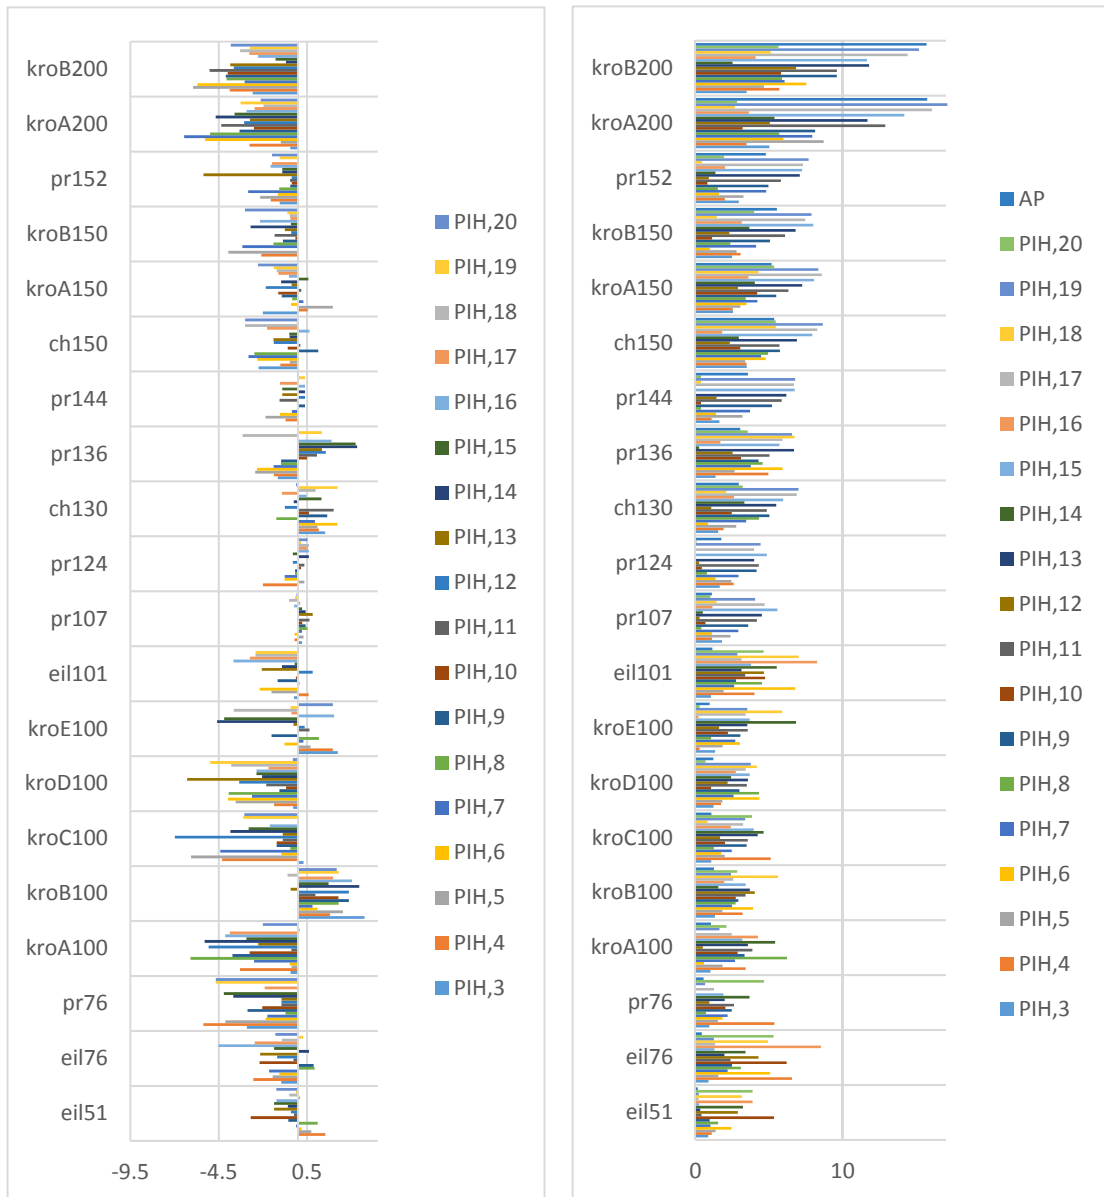 kroB200
kroA200
pr152
kroB150
kroA150
ch150
pr144
pr136
ch130
pr124
pr107
eil101
kroE100
kroD100
kroC100
kroB100
kroA100
pr76
eil76
eil51
-9.5 -4.5 0.5
PIH,20
PIH,19
PIH,18
PIH,17
PIH,16
PIH,15
PIH,14
PIH,13
PIH,12
PIH,11
PIH,10
PIH,9
PIH,8
PIH,7
PIH,6
PIH,5
PIH,4
PIH,3
kroB200
kroA200
pr152
kroB150
kroA150
ch150
pr144
pr136
ch130
pr124
pr107
eil101
kroE100
kroD100
kroC100
kroB100
kroA100
pr76
eil76
eil51
0 10
AP
PIH,20
PIH,19
PIH,18
PIH,17
PIH,16
PIH,15
PIH,14
PIH,13
PIH,12
PIH,11
PIH,10
PIH,9
PIH,8
PIH,7
PIH,6
PIH,5
PIH,4
PIH,3